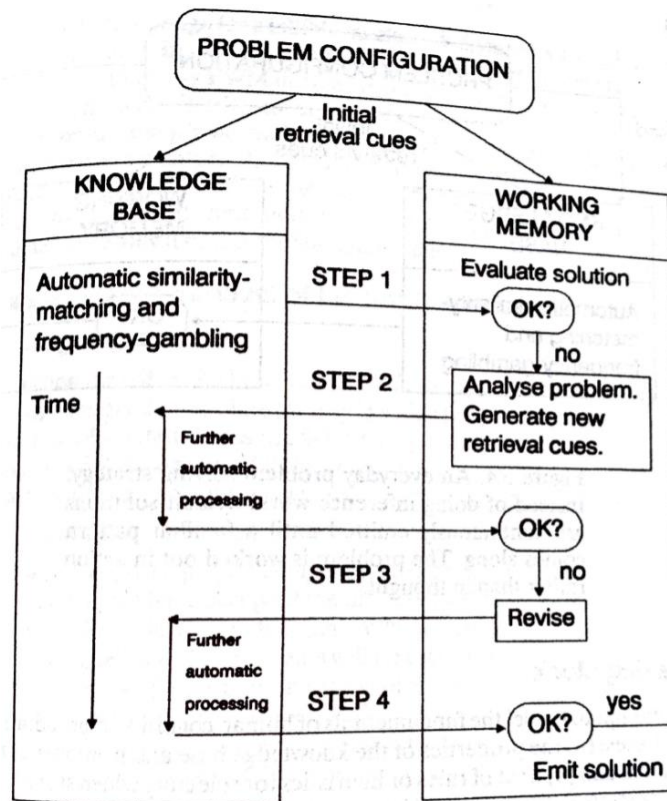 PROBLEM CONFIGURATION
Initial
retrieval cues
KNOWLEDGE
BASE
WORKING
MEMORY
Automatic similarity-
matching and
frequency-gambling
STEP 1
Evaluate solution
OK?
no
STEP 2
Analyse problem.
Generate new
retrieval cues.
Time
Further
automatic
processing
OK?
STEP 3
no
Revise
Further
automatic
processing
STEP 4
OK?
yes
Emit solution